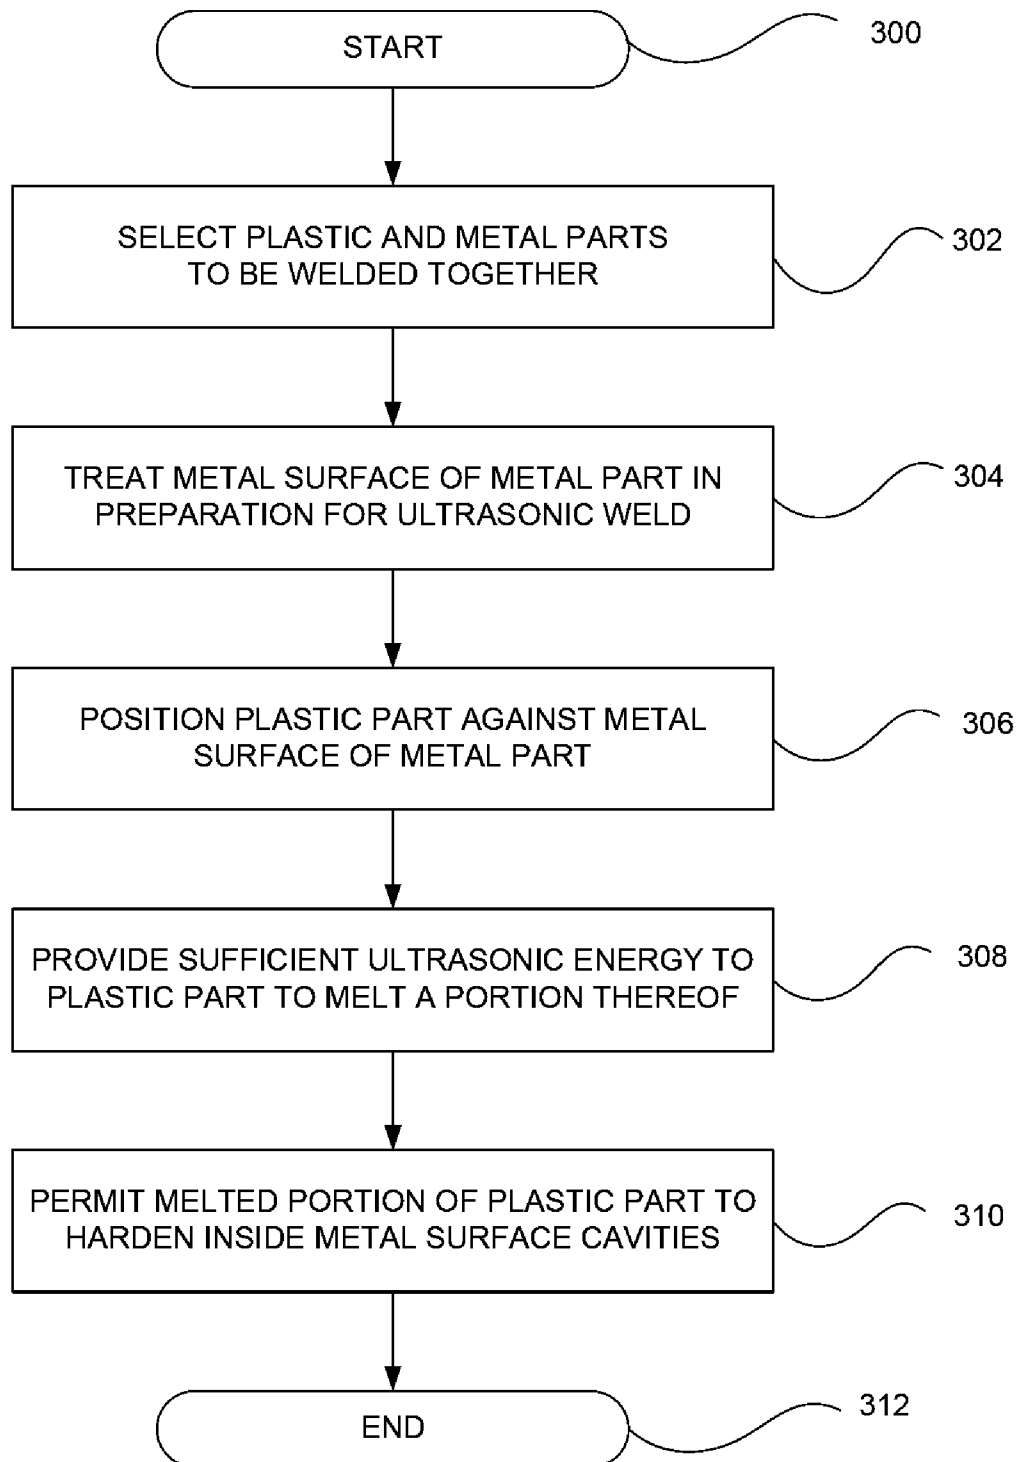 START
300
SELECT PLASTIC AND METAL PARTS
TO BE WELDED TOGETHER
302
TREAT METAL SURFACE OF METAL PART IN
PREPARATION FOR ULTRASONIC WELD
304
POSITION PLASTIC PART AGAINST METAL
SURFACE OF METAL PART
306
PROVIDE SUFFICIENT ULTRASONIC ENERGY TO
PLASTIC PART TO MELT A PORTION THEREOF
308
PERMIT MELTED PORTION OF PLASTIC PART TO
HARDEN INSIDE METAL SURFACE CAVITIES
310
END
312